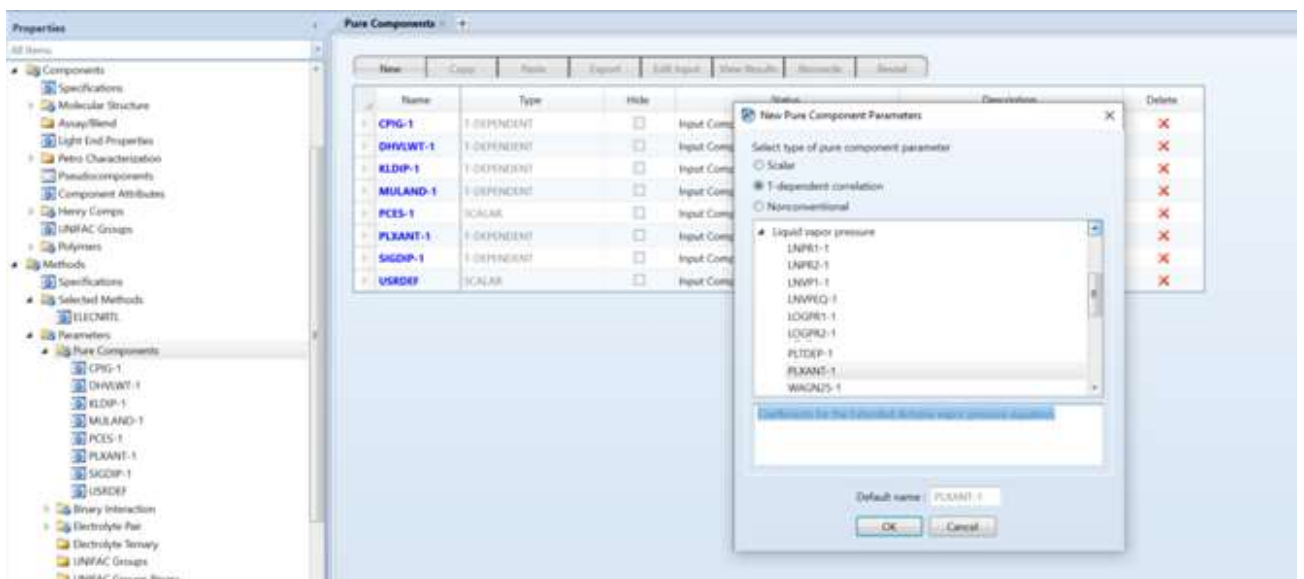 Properties
All Items
Components
Specifications
Molecular Structure
Assay/Blend
Light End Properties
Petro Characterization
Pseudocomponents
Component Attributes
Henry Comps
UNIFAC Groups
Polymers
Methods
Specifications
Selected Methods
ELECNRTL
Parameters
Pure Components
CPIG-1
DHVLWT-1
KLDIP-1
MULAND-1
PCES-1
PLXANT-1
SIGDIP-1
USRDEF
Binary Interaction
Electrolyte Pair
Electrolyte Ternary
UNIFAC Groups
UNIFAC Groups Binary
Pure Components +
New Copy Paste Export Edit Input View Results Reconcile Reveal
Name Type Hide Status Description Delete
CPIG-1 T-DEPENDENT Input Comp
DHVLWT-1 T-DEPENDENT Input Comp
KLDIP-1 T-DEPENDENT Input Comp
MULAND-1 T-DEPENDENT Input Comp
PCES-1 SCALAR Input Comp
PLXANT-1 T-DEPENDENT Input Comp
SIGDIP-1 T-DEPENDENT Input Comp
USRDEF SCALAR Input Comp
New Pure Component Parameters
Select type of pure component parameter
Scalar
T-dependent correlation
Nonconventional
Liquid vapor pressure
LNPR1-1
LNPR2-1
LNVP1-1
LNVPEQ-1
LOGPR1-1
LOGPR2-1
PLTDEP-1
PLXANT-1
WAGN25-1
Coefficients for the Extended Antoine vapor pressure equation
Default name : PLXANT-1
OK Cancel